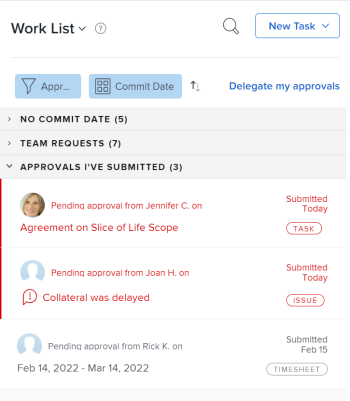 Work List
New Task
Appr...
Commit Date
Delegate my approvals
NO COMMIT DATE (5)
TEAM REQUESTS (7)
APPROVALS I'VE SUBMITTED (3)
Pending approval from Jennifer C. on
Submitted
Today
Agreement on Slice of Life Scope
TASK
Pending approval from Joan H. on
Submitted
Today
Collateral was delayed
ISSUE
Pending approval from Rick K. on
Submitted
Feb 15
Feb 14, 2022 - Mar 14, 2022
TIMESHEET